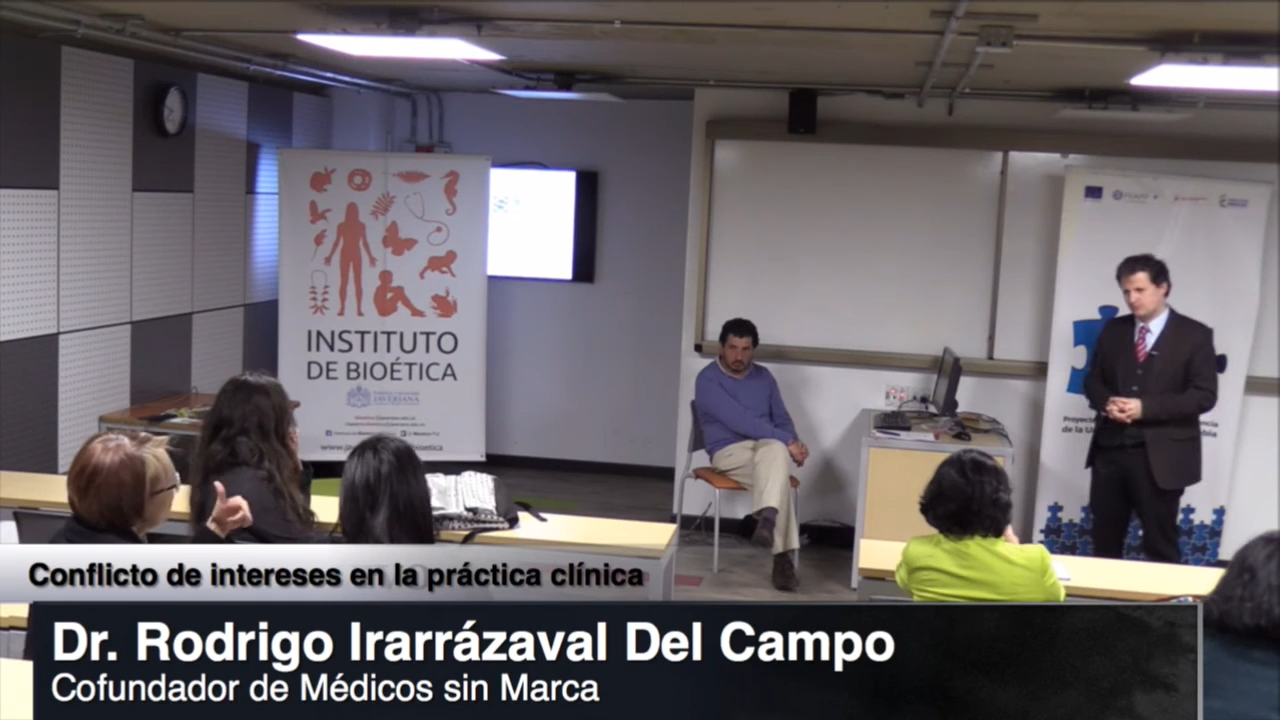 INSTITUTO
DE BIOÉTICA
JAVERIANA
Conflicto de intereses en la práctica clínica
Dr. Rodrigo Irarrázaval Del Campo
Cofundador de Médicos sin Marca